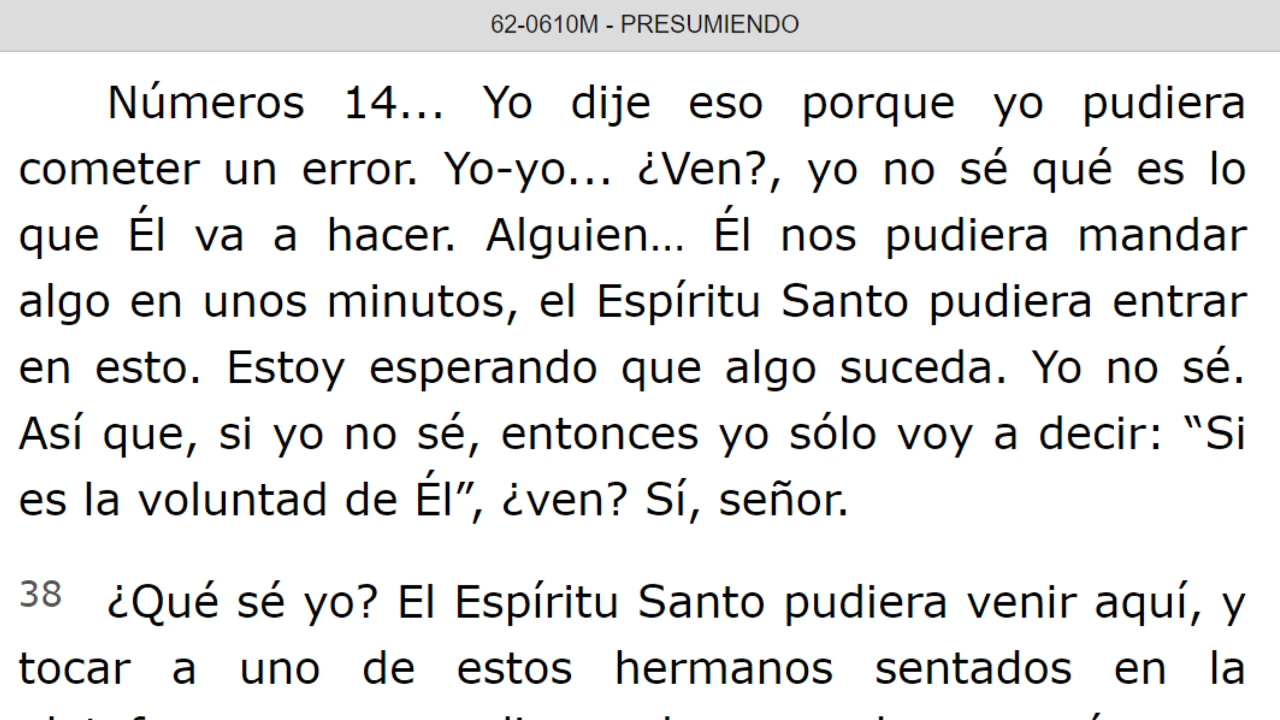 62-0610M - PRESUMIENDO
Números 14... Yo dije eso porque yo pudiera
cometer un error. Yo-yo... ¿Ven?, yo no sé qué es lo
que Él va a hacer. Alguien... Él nos pudiera mandar
algo en unos minutos, el Espíritu Santo pudiera entrar
en esto. Estoy esperando que algo suceda. Yo no sé.
Así que, si yo no sé, entonces yo sólo voy a decir: “Si
es la voluntad de Él”, ¿ven? Sí, señor.
38 ¿Qué sé yo? El Espíritu Santo pudiera venir aquí, y
tocar a uno de estos hermanos sentados en la